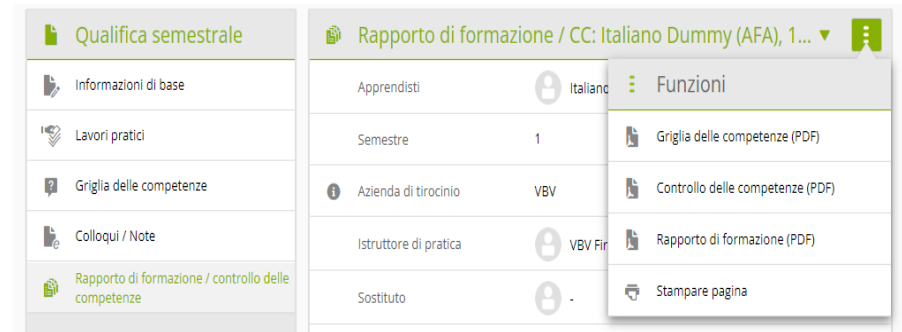 Qualifica semestrale
Informazioni di base
Lavori pratici
Griglia delle competenze
Colloqui / Note
Rapporto di formazione / controllo delle
competenze
Rapporto di formazione / CC: Italiano Dummy (AFA), 1...
Apprendisti Italiano
Semestre 1
Azienda di tirocinio VBV
Istruttore di pratica VBV Fir
Sostituto -
Funzioni
Griglia delle competenze (PDF)
Controllo delle competenze (PDF)
Rapporto di formazione (PDF)
Stampare pagina